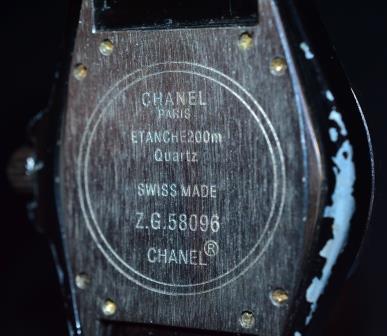 CHANEL
PARIS
ETANCHE200m
Quartz
SWISS MADE
Z.G.58096
CHANEL®